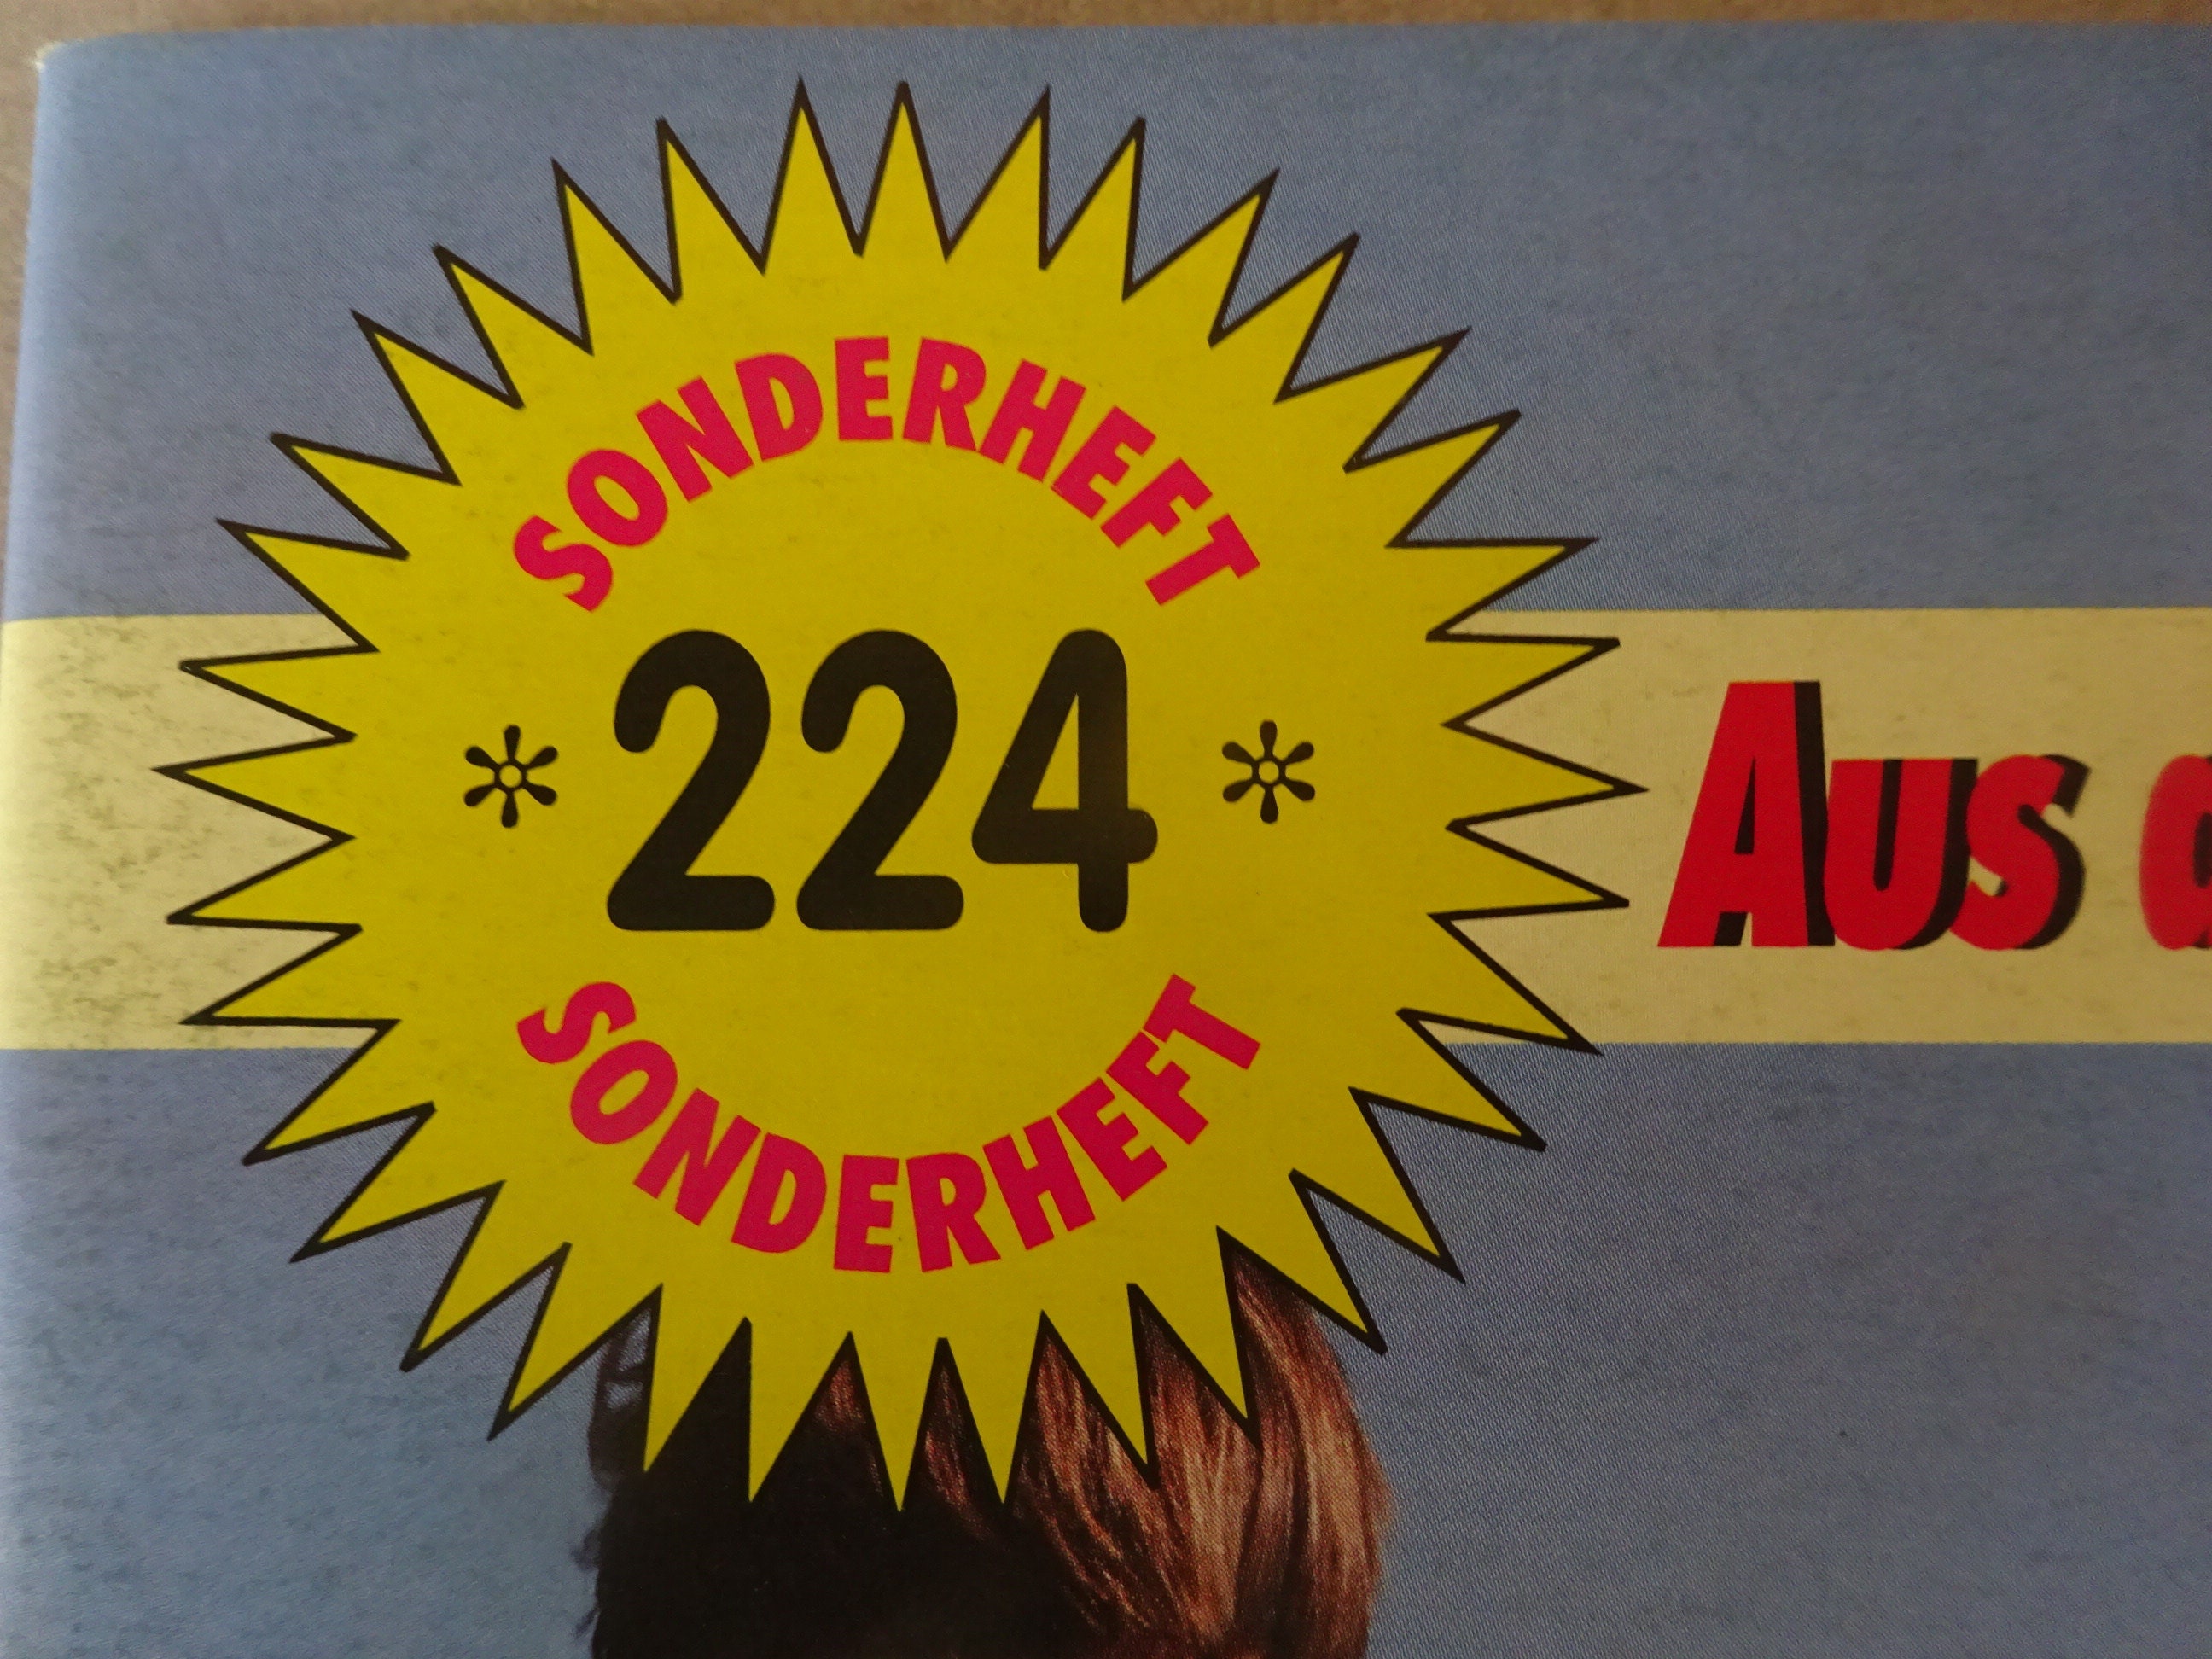 SONDERHEFT
* 224 *
SONDERHEFT
Aus